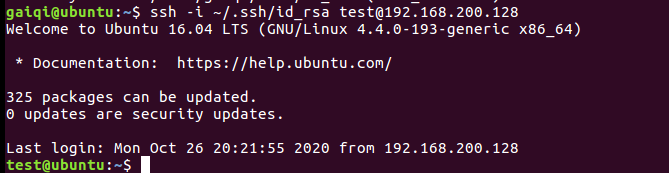 gaiqi@ubuntu:~$ ssh -i ~/.ssh/id_rsa test@192.168.200.128
Welcome to Ubuntu 16.04 LTS (GNU/Linux 4.4.0-193-generic x86_64)
* Documentation:  https://help.ubuntu.com/
325 packages can be updated.
0 updates are security updates.
Last login: Mon Oct 26 20:21:55 2020 from 192.168.200.128
test@ubuntu:~$